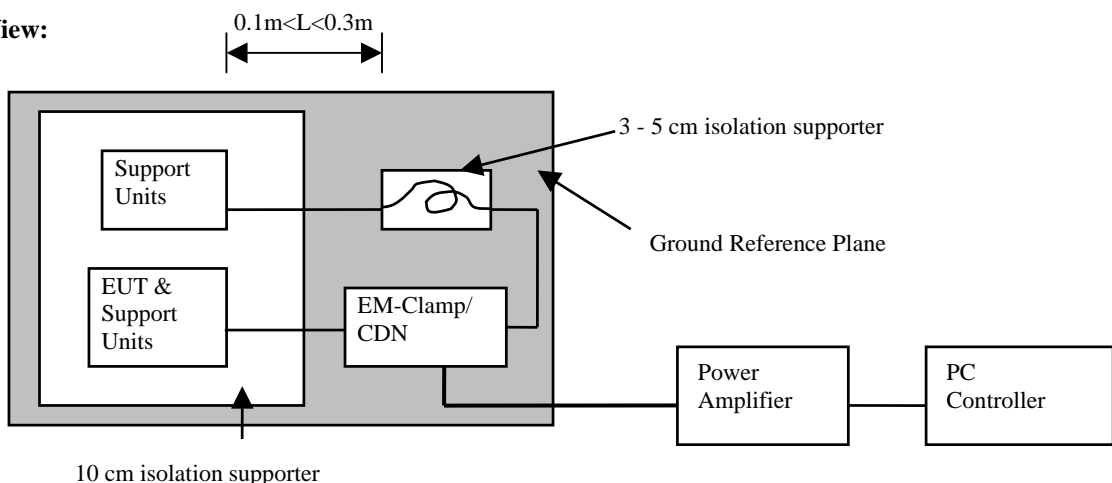 View:
0.1m<L<0.3m
3 - 5 cm isolation supporter
Support
Units
Ground Reference Plane
EUT &
Support
Units
EM-Clamp/
CDN
Power
Amplifier
PC
Controller
10 cm isolation supporter